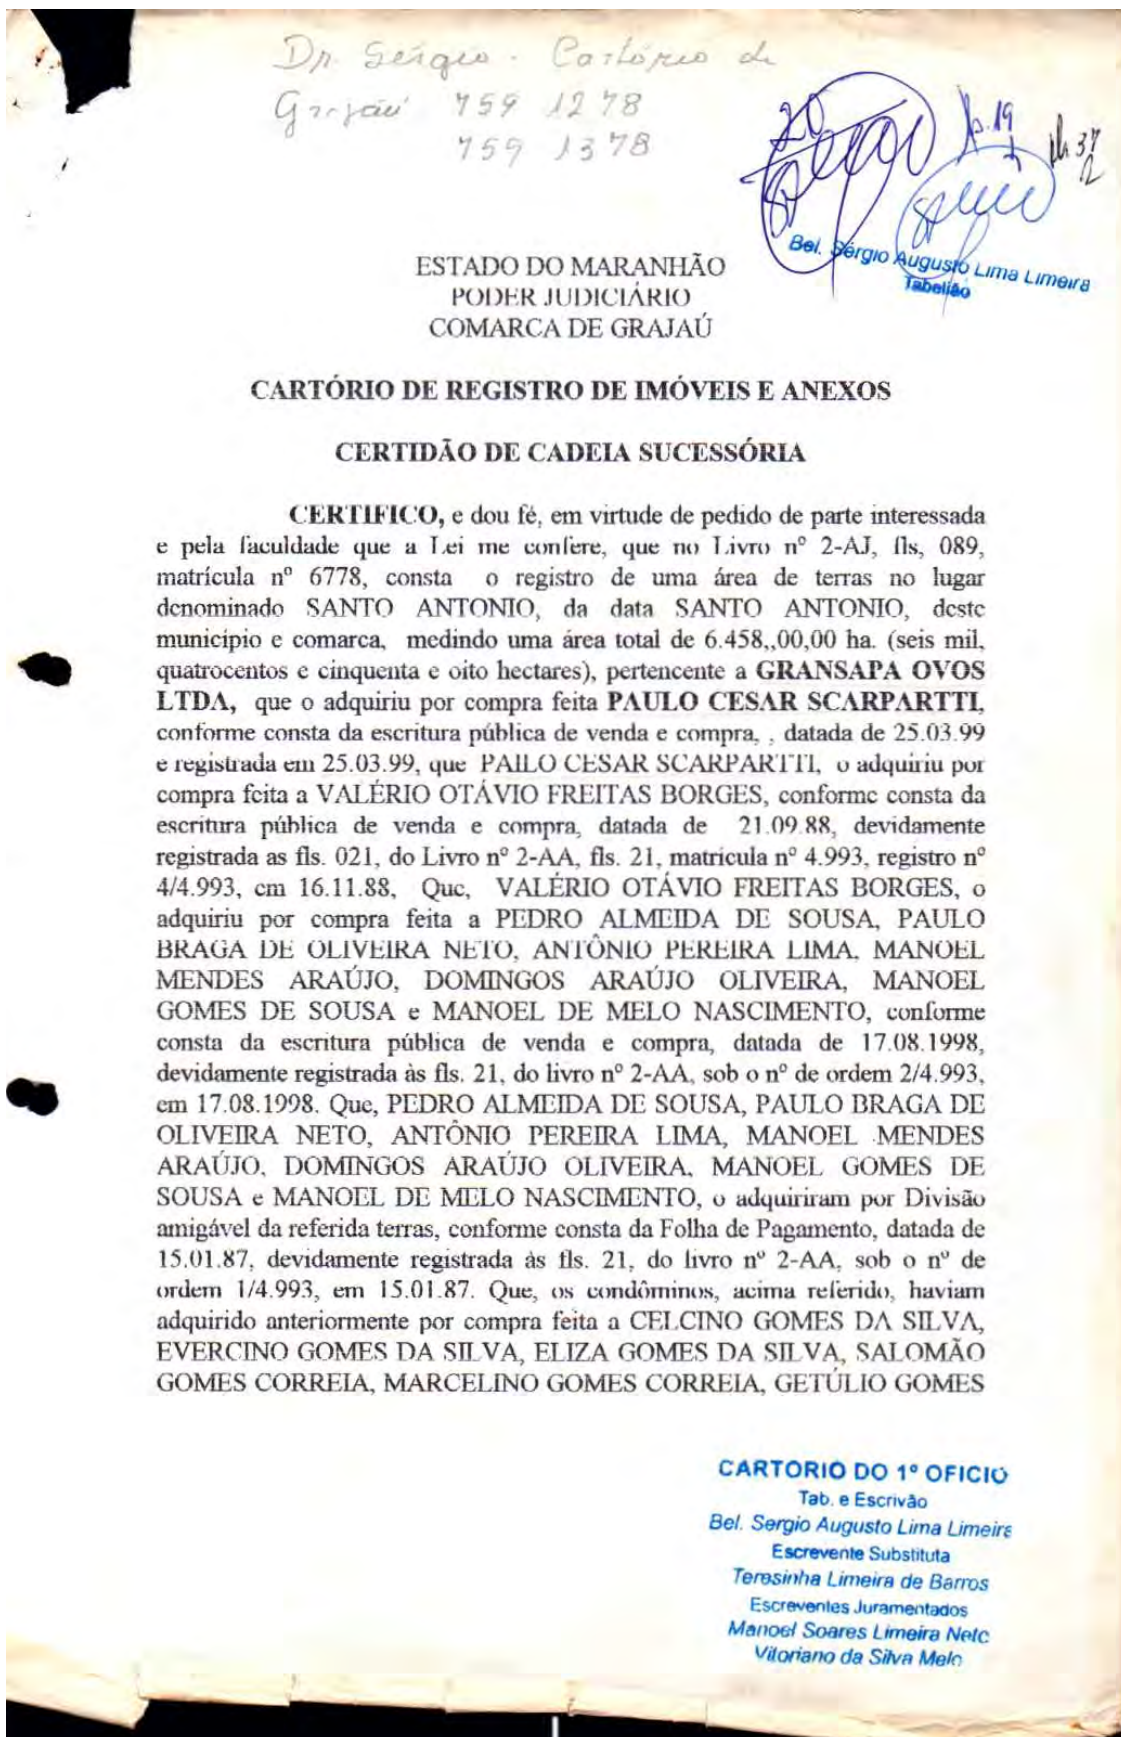 Dr. Sérgio - Cartório de
Grajaú 759 1278
759 1378
20
fls. 19
fls 37
Bel. Sérgio Augusto Lima Limeira
Tabelião
ESTADO DO MARANHÃO
PODER JUDICIÁRIO
COMARCA DE GRAJAÚ
CARTÓRIO DE REGISTRO DE IMÓVEIS E ANEXOS
CERTIDÃO DE CADEIA SUCESSÓRIA
CERTIFICO, e dou fé, em virtude de pedido de parte interessada
e pela faculdade que a Lei me confere, que no Livro nº 2-AJ, fls, 089,
matrícula nº 6778, consta o registro de uma área de terras no lugar
denominado SANTO ANTONIO, da data SANTO ANTONIO, deste
município e comarca, medindo uma área total de 6.458,,00,00 ha. (seis mil,
quatrocentos e cinquenta e oito hectares), pertencente a GRANSAPA OVOS
LTDA, que o adquiriu por compra feita PAULO CESAR SCARPARTTI,
conforme consta da escritura pública de venda e compra, , datada de 25.03.99
e registrada em 25.03.99, que PAILO CESAR SCARPARTTI, o adquiriu por
compra feita a VALÉRIO OTÁVIO FREITAS BORGES, conforme consta da
escritura pública de venda e compra, datada de 21.09.88, devidamente
registrada as fls. 021, do Livro nº 2-AA, fls. 21, matricula nº 4.993, registro nº
4/4.993, em 16.11.88, Que, VALÉRIO OTÁVIO FREITAS BORGES, o
adquiriu por compra feita a PEDRO ALMEIDA DE SOUSA, PAULO
BRAGA DE OLIVEIRA NETO, ANTÔNIO PEREIRA LIMA, MANOEL
MENDES ARAÚJO, DOMINGOS ARAÚJO OLIVEIRA, MANOEL
GOMES DE SOUSA e MANOEL DE MELO NASCIMENTO, conforme
consta da escritura pública de venda e compra, datada de 17.08.1998,
devidamente registrada às fls. 21, do livro nº 2-AA, sob o nº de ordem 2/4.993,
em 17.08.1998. Que, PEDRO ALMEIDA DE SOUSA, PAULO BRAGA DE
OLIVEIRA NETO, ANTÔNIO PEREIRA LIMA, MANOEL MENDES
ARAÚJO, DOMINGOS ARAÚJO OLIVEIRA, MANOEL GOMES DE
SOUSA e MANOEL DE MELO NASCIMENTO, o adquiriram por Divisão
amigável da referida terras, conforme consta da Folha de Pagamento, datada de
15.01.87, devidamente registrada às fls. 21, do livro nº 2-AA, sob o nº de
ordem 1/4.993, em 15.01.87. Que, os condôminos, acima referido, haviam
adquirido anteriormente por compra feita a CELCINO GOMES DA SILVA,
EVERCINO GOMES DA SILVA, ELIZA GOMES DA SILVA, SALOMÃO
GOMES CORREIA, MARCELINO GOMES CORREIA, GETÚLIO GOMES
CARTORIO DO 1º OFICIO
Tab. e Escrivão
Bel. Sergio Augusto Lima Limeira
Escrevente Substituta
Teresinha Limeira de Barros
Escreventes Juramentados
Manoel Soares Limeira Neto
Vitoriano da Silva Melo